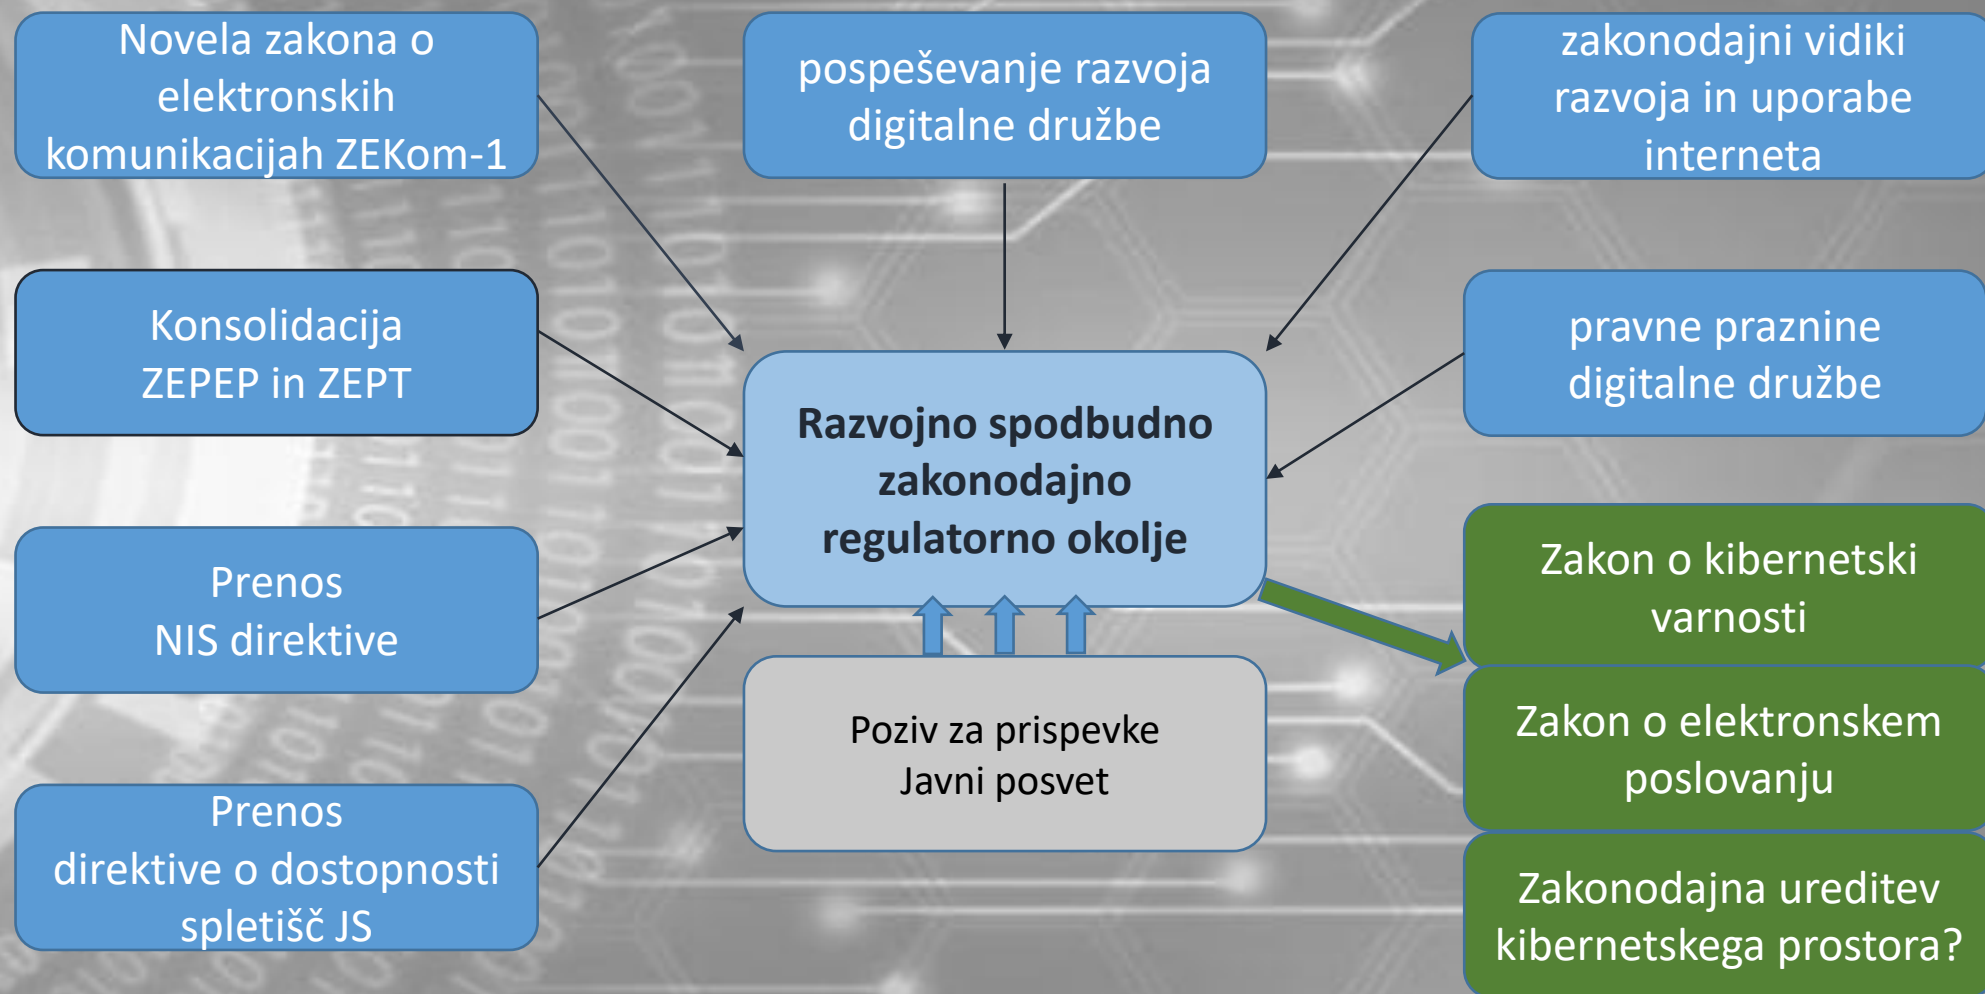 Novela zakona o
elektronskih
komunikacijah ZEKom-1
pospeševanje razvoja
digitalne družbe
zakonodajni vidiki
razvoja in uporabe
interneta
Konsolidacija
ZEPEP in ZEPT
pravne praznine
digitalne družbe
Razvojno spodbudno
zakonodajno
regulatorno okolje
Prenos
NIS direktive
Zakon o kibernetski
varnosti
Poziv za prispevke
Javni posvet
Zakon o elektronskem
poslovanju
Prenos
direktive o dostopnosti
spletišč JS
Zakonodajna ureditev
kibernetskega prostora?